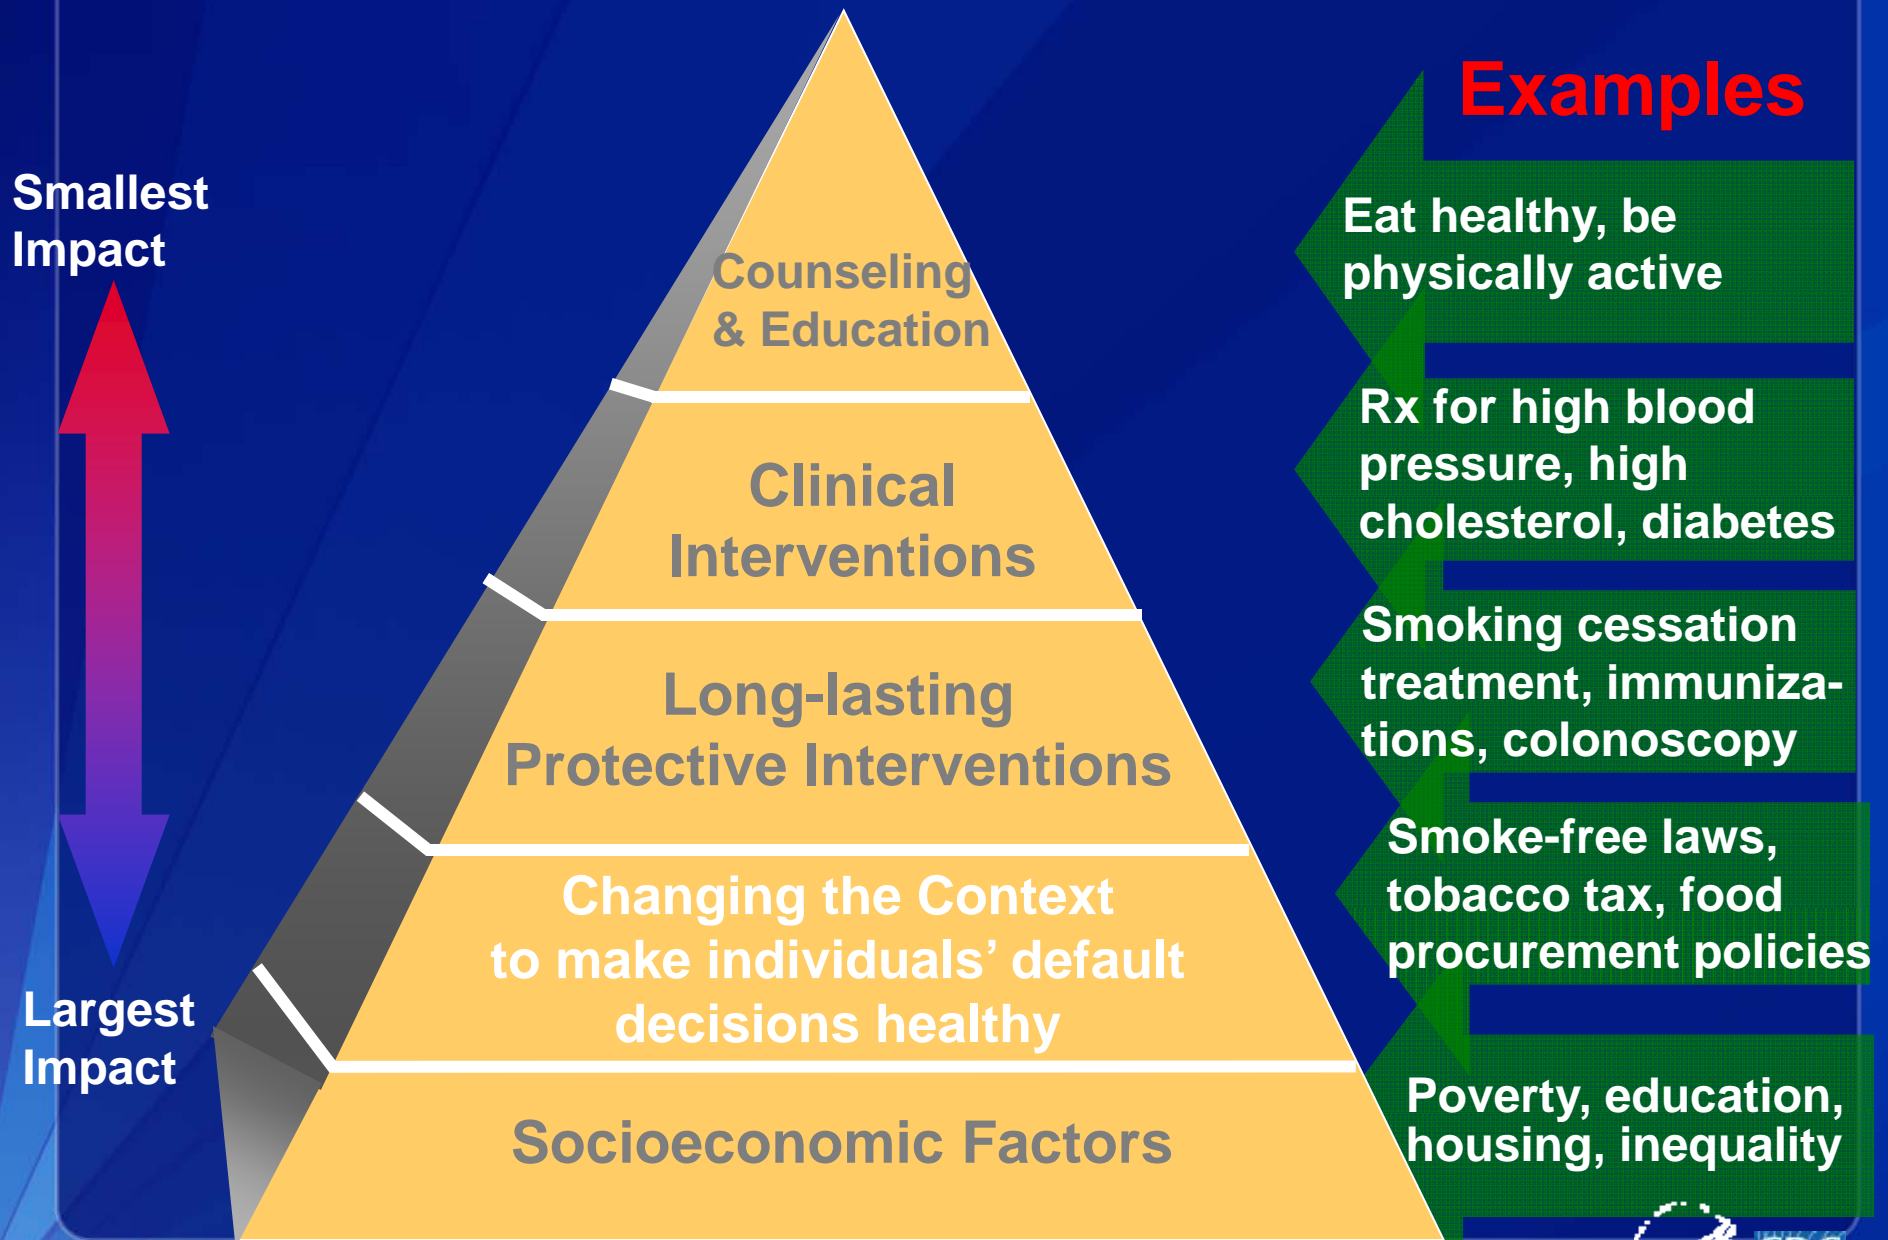 Examples
Smallest
Impact
Counseling
& Education
Eat healthy, be
physically active
Clinical
Interventions
Rx for high blood
pressure, high
cholesterol, diabetes
Long-lasting
Protective Interventions
Smoking cessation
treatment, immuniza-
tions, colonoscopy
Changing the Context
to make individuals’ default
decisions healthy
Smoke-free laws,
tobacco tax, food
procurement policies
Largest
Impact
Socioeconomic Factors
Poverty, education,
housing, inequality